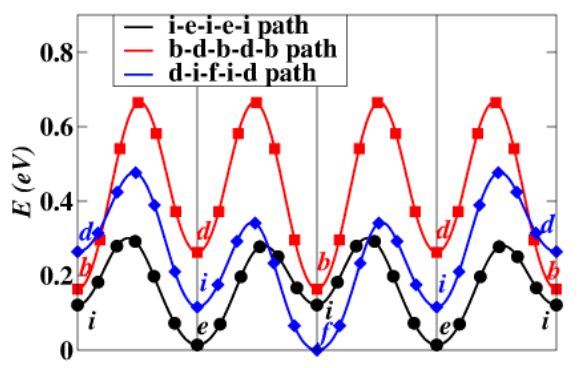 i-e-i-e-i path
b-d-b-d-b path
d-i-f-i-d path
E (eV)
0.8
0.6
0.4
0.2
0
d
b
i
d
i
e
b
i
f
d
i
e
d
b
i